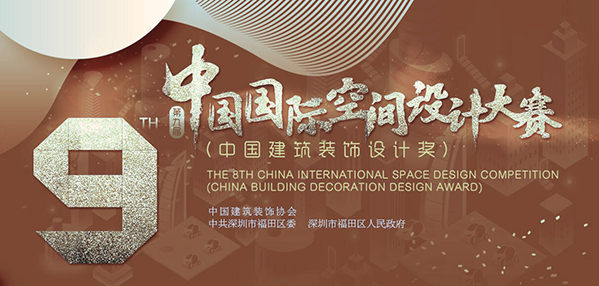 9TH
第九届
中国国际空间设计大赛
(中国建筑装饰设计奖)
THE 8TH CHINA INTERNATIONAL SPACE DESIGN COMPETITION
(CHINA BUILDING DECORATION DESIGN AWARD)
中国建筑装饰协会
中共深圳市福田区委 深圳市福田区人民政府